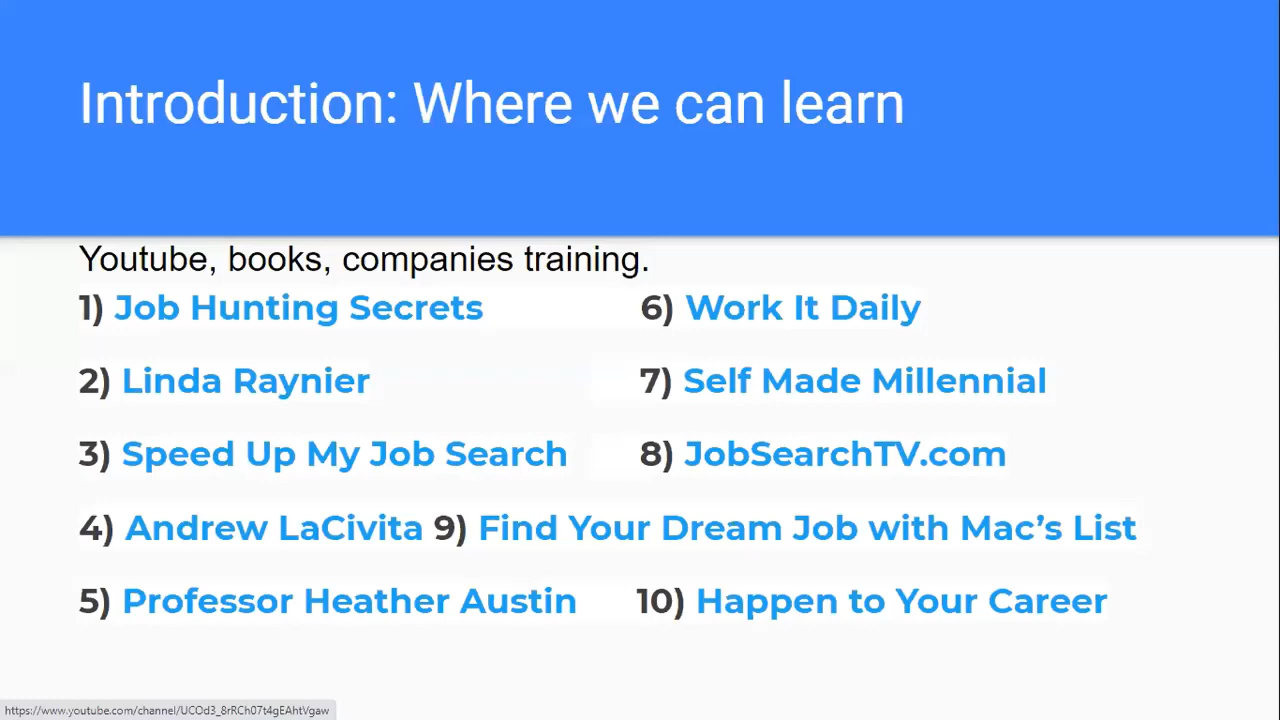 Introduction: Where we can learn
Youtube, books, companies training.
1) Job Hunting Secrets 6) Work It Daily
2) Linda Raynier 7) Self Made Millennial
3) Speed Up My Job Search 8) JobSearchTV.com
4) Andrew LaCivita 9) Find Your Dream Job with Mac’s List
5) Professor Heather Austin 10) Happen to Your Career
https://www.youtube.com/channel/UCOd3_8rRCh07t4gEAhtVgaw